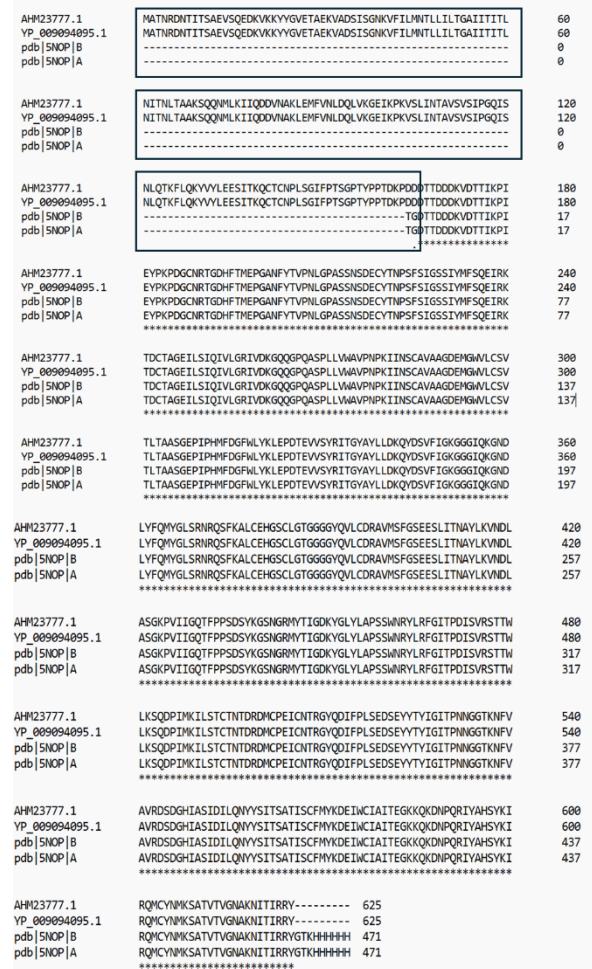 AHM23777.1 MATNRDNTITSAEVSQEDKVKKYYGVETAEKVADSISGNKVFILMNTLLILTGAIITITL 60
YP_009094095.1 MATNRDNTITSAEVSQEDKVKKYYGVETAEKVADSISGNKVFILMNTLLILTGAIITITL 60
pdb|5NOP|B ------------------------------------------------------------ 0
pdb|5NOP|A ------------------------------------------------------------ 0
AHM23777.1 NITNLTAAKSQQNMLKIIQDDVNAKLEMFVNLDQLVKGEIKPKVSLINTAVSVSIPGQIS 120
YP_009094095.1 NITNLTAAKSQQNMLKIIQDDVNAKLEMFVNLDQLVKGEIKPKVSLINTAVSVSIPGQIS 120
pdb|5NOP|B ------------------------------------------------------------ 0
pdb|5NOP|A ------------------------------------------------------------ 0
AHM23777.1 NLQTKFLQKYVYLEESITKQCTCNPLSGIFPTSGPTYPPTDKPDDDTTDDDKVDTTIKPI 180
YP_009094095.1 NLQTKFLQKYVYLEESITKQCTCNPLSGIFPTSGPTYPPTDKPDDDTTDDDKVDTTIKPI 180
pdb|5NOP|B -------------------------------------------TGDTTDDDKVDTTIKPI 17
pdb|5NOP|A -------------------------------------------TGDTTDDDKVDTTIKPI 17
.***************
AHM23777.1 EYPKPDGCNRTGDHFTMEPGANFYTVPNLGPASSNSDECYTNPSFSIGSSIYMFSQEIRK 240
YP_009094095.1 EYPKPDGCNRTGDHFTMEPGANFYTVPNLGPASSNSDECYTNPSFSIGSSIYMFSQEIRK 240
pdb|5NOP|B EYPKPDGCNRTGDHFTMEPGANFYTVPNLGPASSNSDECYTNPSFSIGSSIYMFSQEIRK 77
pdb|5NOP|A EYPKPDGCNRTGDHFTMEPGANFYTVPNLGPASSNSDECYTNPSFSIGSSIYMFSQEIRK 77
************************************************************
AHM23777.1 TDCTAGEILSIQIVLGRIVDKGQQGPQASPLLVWAVPNPKIINSCAVAAGDEMGWVLCSV 300
YP_009094095.1 TDCTAGEILSIQIVLGRIVDKGQQGPQASPLLVWAVPNPKIINSCAVAAGDEMGWVLCSV 300
pdb|5NOP|B TDCTAGEILSIQIVLGRIVDKGQQGPQASPLLVWAVPNPKIINSCAVAAGDEMGWVLCSV 137
pdb|5NOP|A TDCTAGEILSIQIVLGRIVDKGQQGPQASPLLVWAVPNPKIINSCAVAAGDEMGWVLCSV 137
************************************************************
AHM23777.1 TLTAASGEPIPHMFDGFWLYKLEPDTEVVSYRITGYAYLLDKQYDSVFIGKGGGIQKGND 360
YP_009094095.1 TLTAASGEPIPHMFDGFWLYKLEPDTEVVSYRITGYAYLLDKQYDSVFIGKGGGIQKGND 360
pdb|5NOP|B TLTAASGEPIPHMFDGFWLYKLEPDTEVVSYRITGYAYLLDKQYDSVFIGKGGGIQKGND 197
pdb|5NOP|A TLTAASGEPIPHMFDGFWLYKLEPDTEVVSYRITGYAYLLDKQYDSVFIGKGGGIQKGND 197
************************************************************
AHM23777.1 LYFQMYGLSRNRQSFKALCEHGSCLGTGGGGYQVLCDRAVMSFGSEESLITNAYLKVNDL 420
YP_009094095.1 LYFQMYGLSRNRQSFKALCEHGSCLGTGGGGYQVLCDRAVMSFGSEESLITNAYLKVNDL 420
pdb|5NOP|B LYFQMYGLSRNRQSFKALCEHGSCLGTGGGGYQVLCDRAVMSFGSEESLITNAYLKVNDL 257
pdb|5NOP|A LYFQMYGLSRNRQSFKALCEHGSCLGTGGGGYQVLCDRAVMSFGSEESLITNAYLKVNDL 257
************************************************************
AHM23777.1 ASGKPVIIGQTFPPSDSYKGSNGRMYTIGDKYGLYLAPSSWNRYLRFGITPDISVRSTTW 480
YP_009094095.1 ASGKPVIIGQTFPPSDSYKGSNGRMYTIGDKYGLYLAPSSWNRYLRFGITPDISVRSTTW 480
pdb|5NOP|B ASGKPVIIGQTFPPSDSYKGSNGRMYTIGDKYGLYLAPSSWNRYLRFGITPDISVRSTTW 317
pdb|5NOP|A ASGKPVIIGQTFPPSDSYKGSNGRMYTIGDKYGLYLAPSSWNRYLRFGITPDISVRSTTW 317
************************************************************
AHM23777.1 LKSQDPIMKILSTCTNTDRDMCPEICNTRGYQDIFPLSEDSEYYTYIGITPNNGGTKNFV 540
YP_009094095.1 LKSQDPIMKILSTCTNTDRDMCPEICNTRGYQDIFPLSEDSEYYTYIGITPNNGGTKNFV 540
pdb|5NOP|B LKSQDPIMKILSTCTNTDRDMCPEICNTRGYQDIFPLSEDSEYYTYIGITPNNGGTKNFV 377
pdb|5NOP|A LKSQDPIMKILSTCTNTDRDMCPEICNTRGYQDIFPLSEDSEYYTYIGITPNNGGTKNFV 377
************************************************************
AHM23777.1 AVRDSDGHIASIDILQNYYSITSATISCFMYKDEIWCIAITEGKKQKDNPQRIYAHSYKI 600
YP_009094095.1 AVRDSDGHIASIDILQNYYSITSATISCFMYKDEIWCIAITEGKKQKDNPQRIYAHSYKI 600
pdb|5NOP|B AVRDSDGHIASIDILQNYYSITSATISCFMYKDEIWCIAITEGKKQKDNPQRIYAHSYKI 437
pdb|5NOP|A AVRDSDGHIASIDILQNYYSITSATISCFMYKDEIWCIAITEGKKQKDNPQRIYAHSYKI 437
************************************************************
AHM23777.1 RQMCYNMKSATVTVGNAKNITIRRY--------- 625
YP_009094095.1 RQMCYNMKSATVTVGNAKNITIRRY--------- 625
pdb|5NOP|B RQMCYNMKSATVTVGNAKNITIRRYGTKHHHHHH 471
pdb|5NOP|A RQMCYNMKSATVTVGNAKNITIRRYGTKHHHHHH 471
*************************